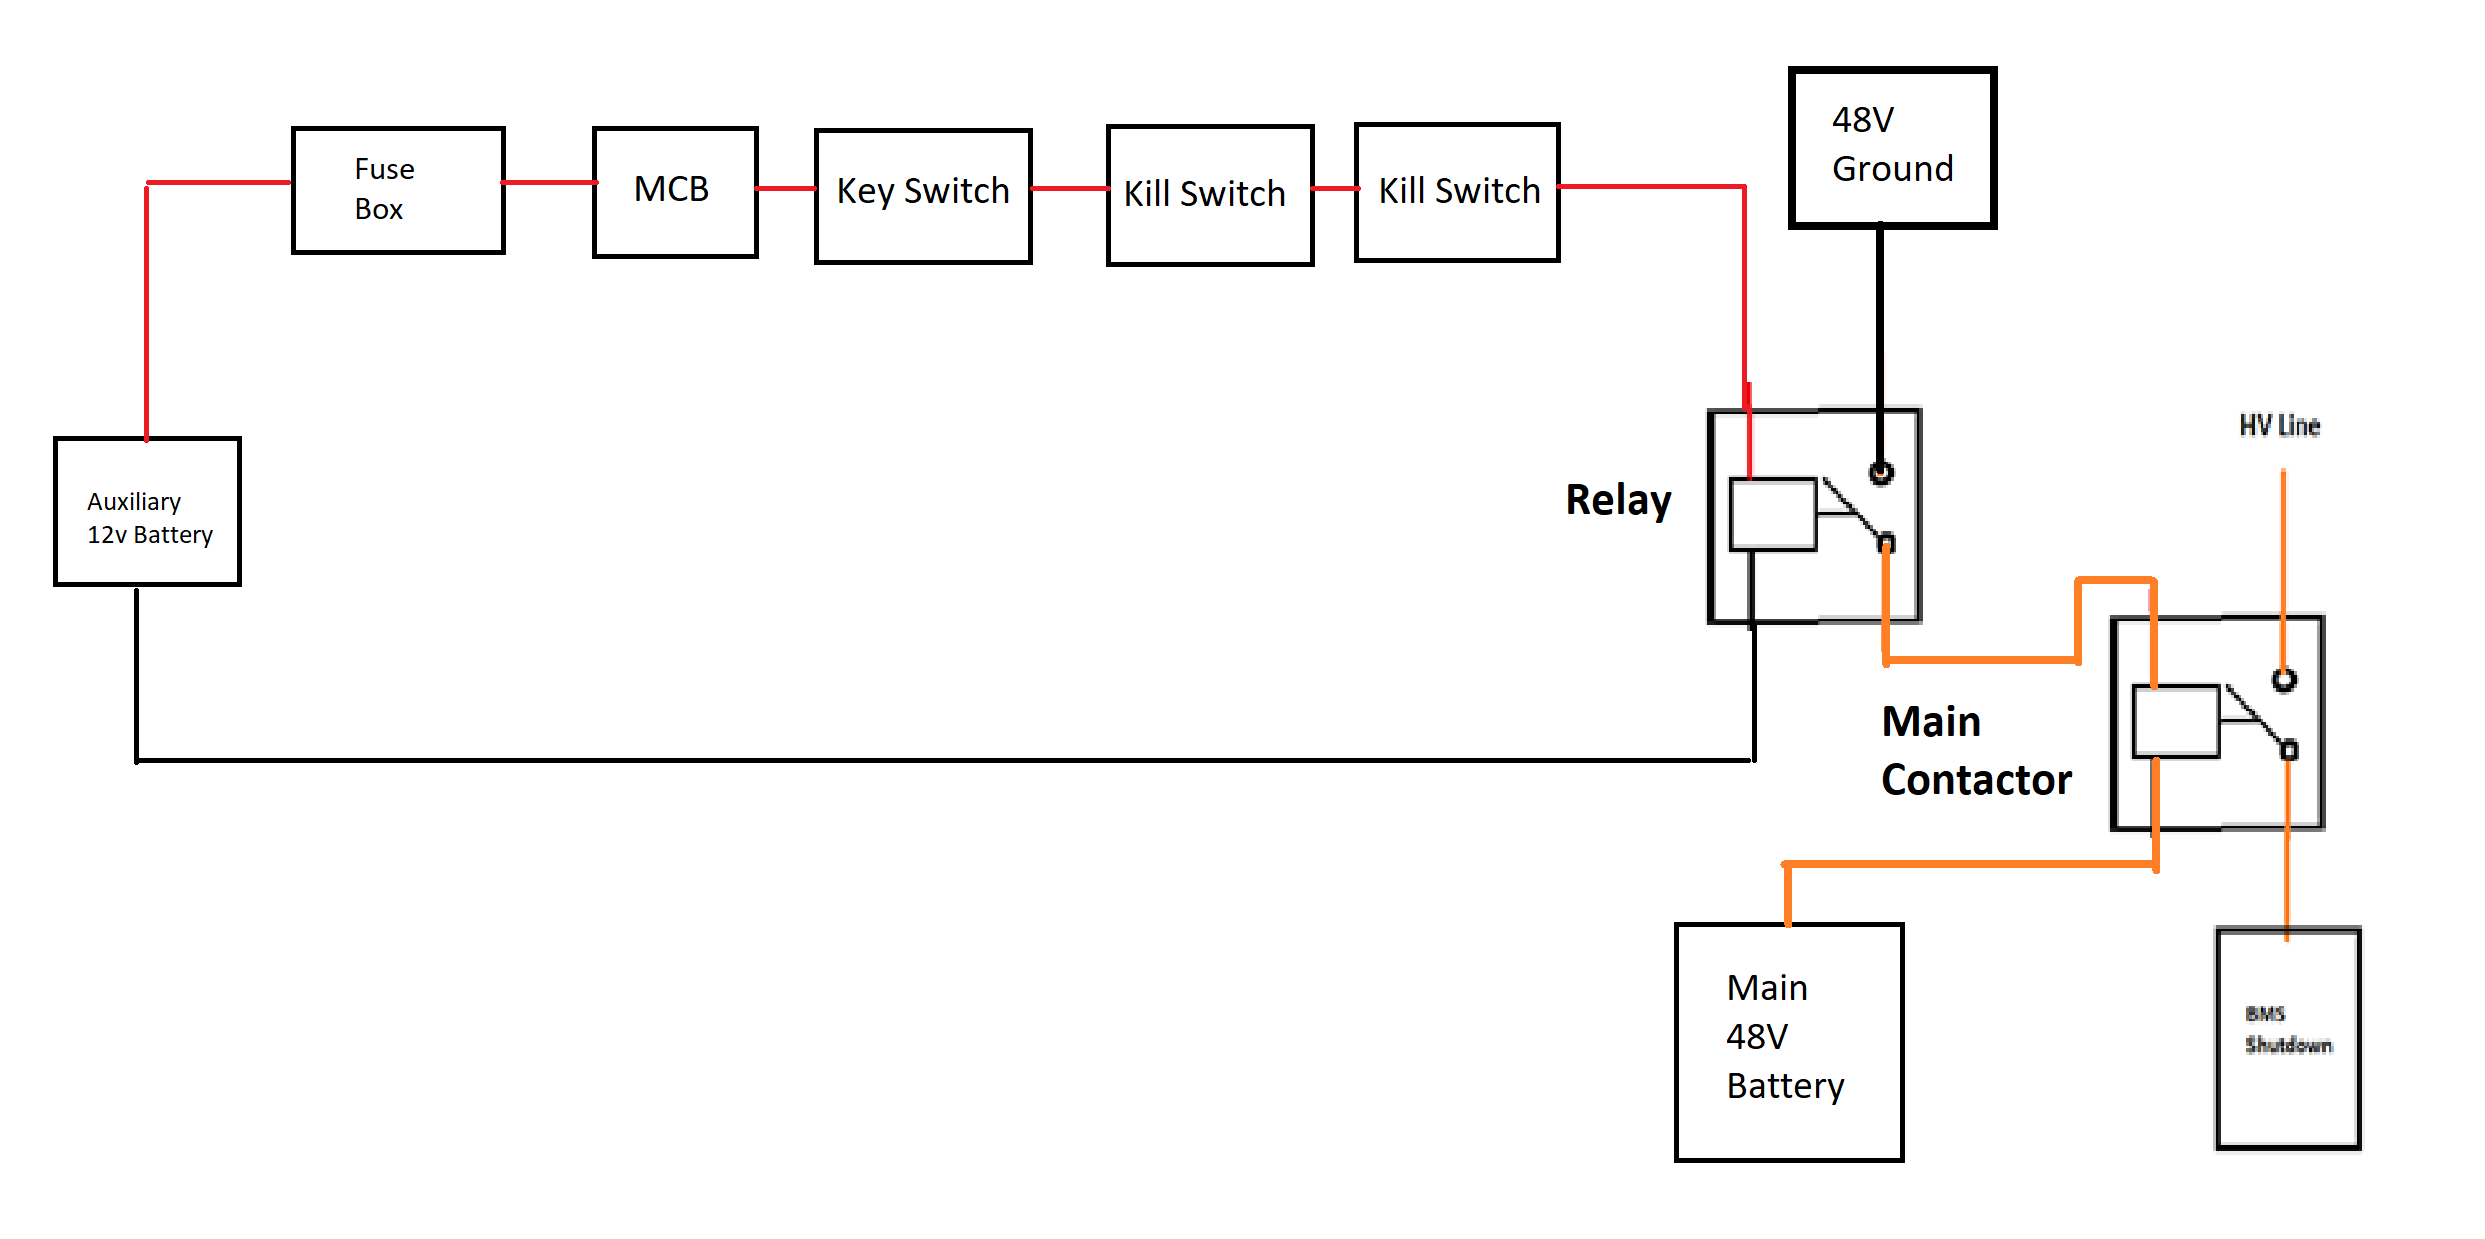 48V
Ground
Fuse
Box
MCB
Key Switch
Kill Switch
Kill Switch
HV Line
Auxiliary
12v Battery
Relay
Main
Contactor
Main
48V
Battery
BMS
Shutdown